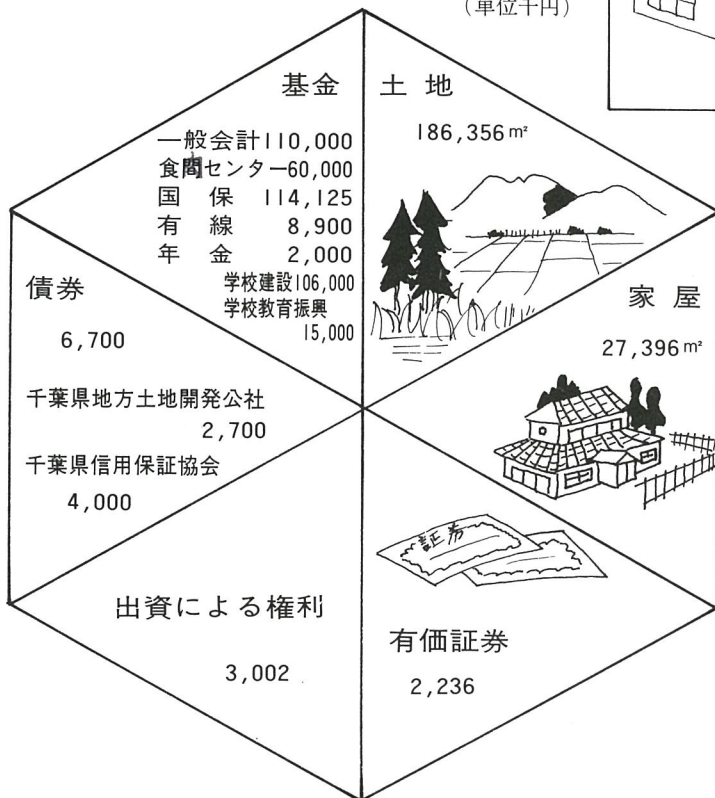 （単位千円）
基金
一般会計110,000
食間センター60,000
国保 114,125
有線 8,900
年金 2,000
学校建設106,000
学校教育振興
15,000
土地
186,356㎡
家屋
27,396㎡
債券
6,700
千葉県地方土地開発公社
2,700
千葉県信用保証協会
4,000
出資による権利
3,002
証券
有価証券
2,236